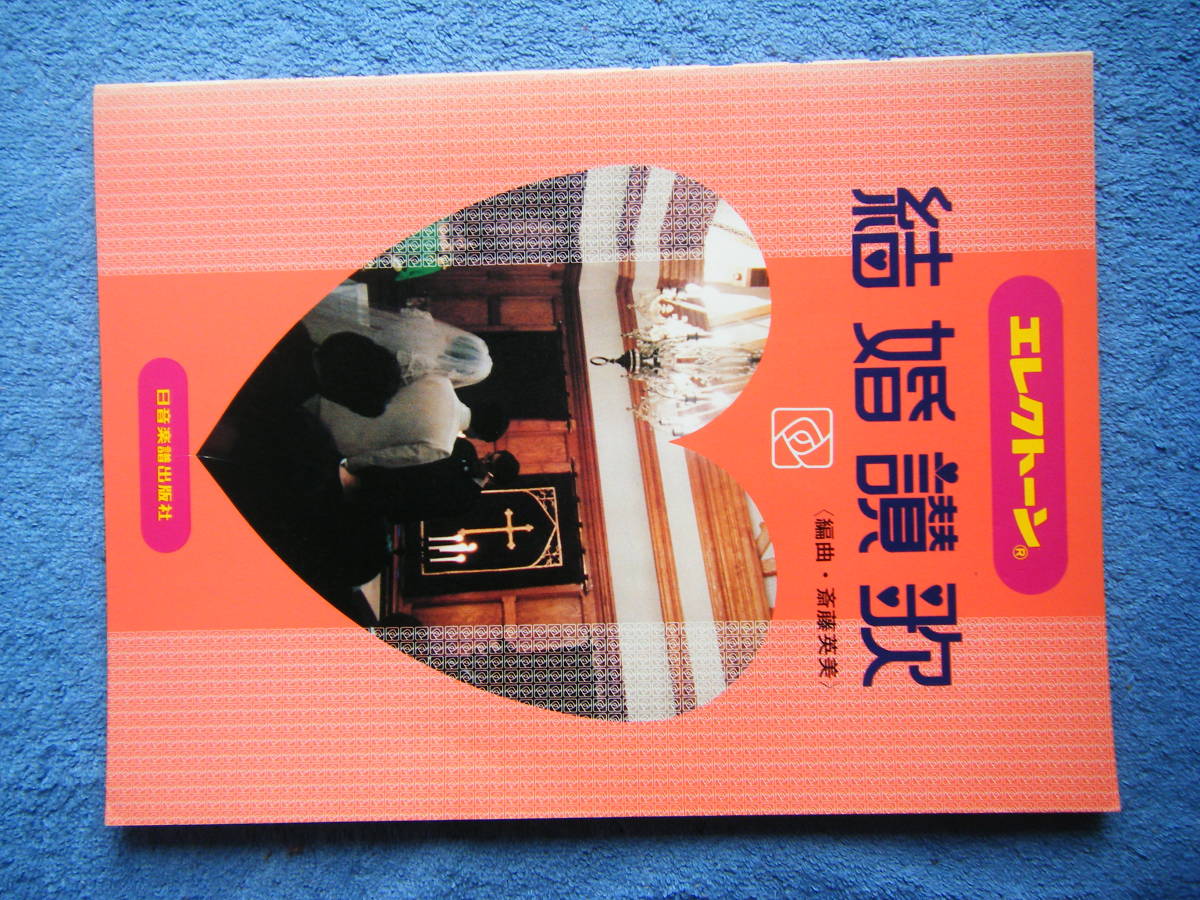 エレクトーン®
結婚讃歌
〈編曲・斎藤英美〉
日音楽譜出版社